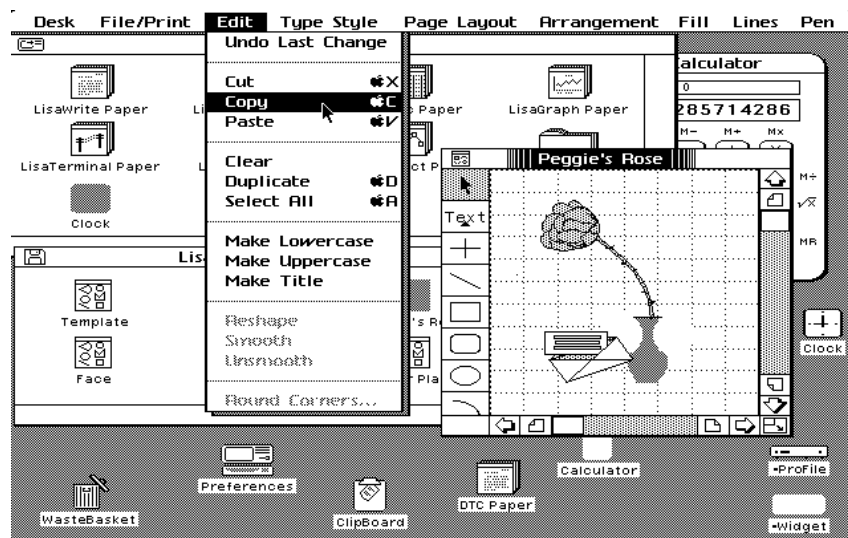 Desk File/Print Edit Type Style Page Layout Arrangement Fill Lines Pen
Undo Last Change
Cut X
Copy C
Paste V
Clear
Duplicate D
Select All A
Make Lowercase
Make Uppercase
Make Title
Reshape
Smooth
Unsmooth
Round Corners...
LisaWrite Paper
Paper
LisaGraph Paper
LisaTerminal Paper
Clock
Lis
Template
Face
Calculator
0
285714286
M- M+ Mx
M÷
√x
MR
Peggie's Rose
Text
Clock
Preferences
WasteBasket
ClipBoard
DTC Paper
Calculator
-ProFile
-Widget